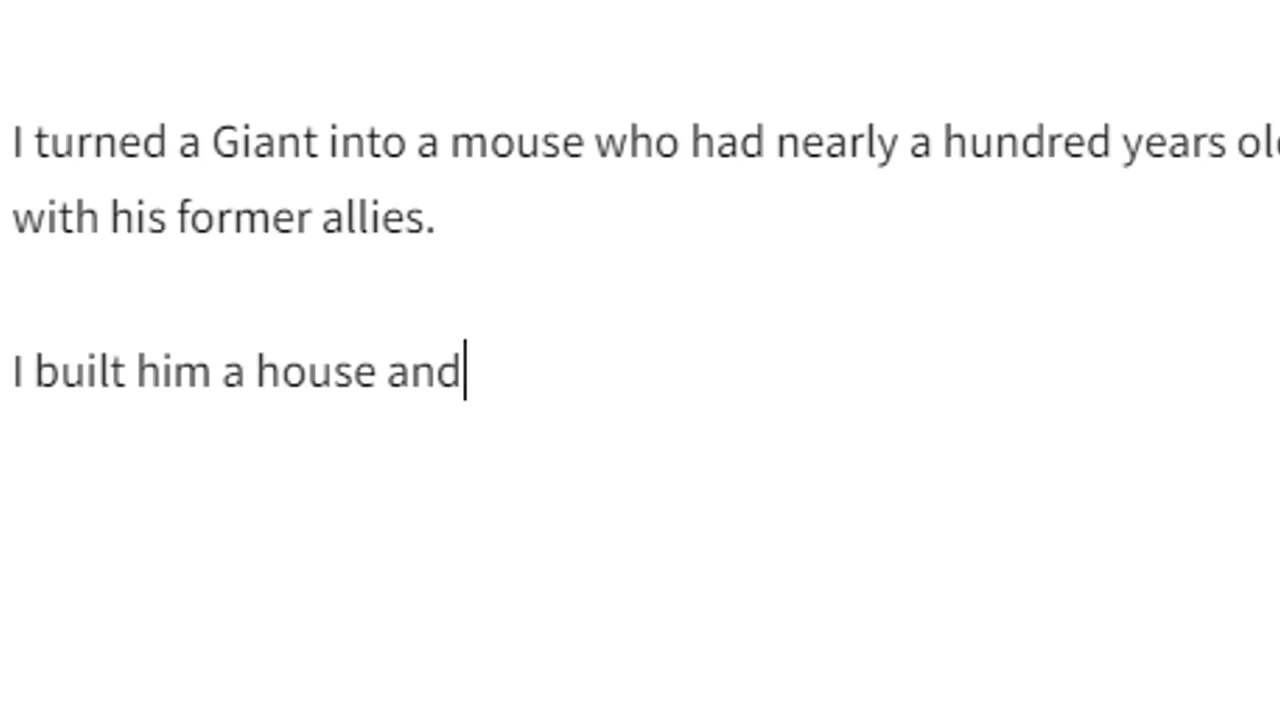 I turned a Giant into a mouse who had nearly a hundred years
with his former allies.
I built him a house and